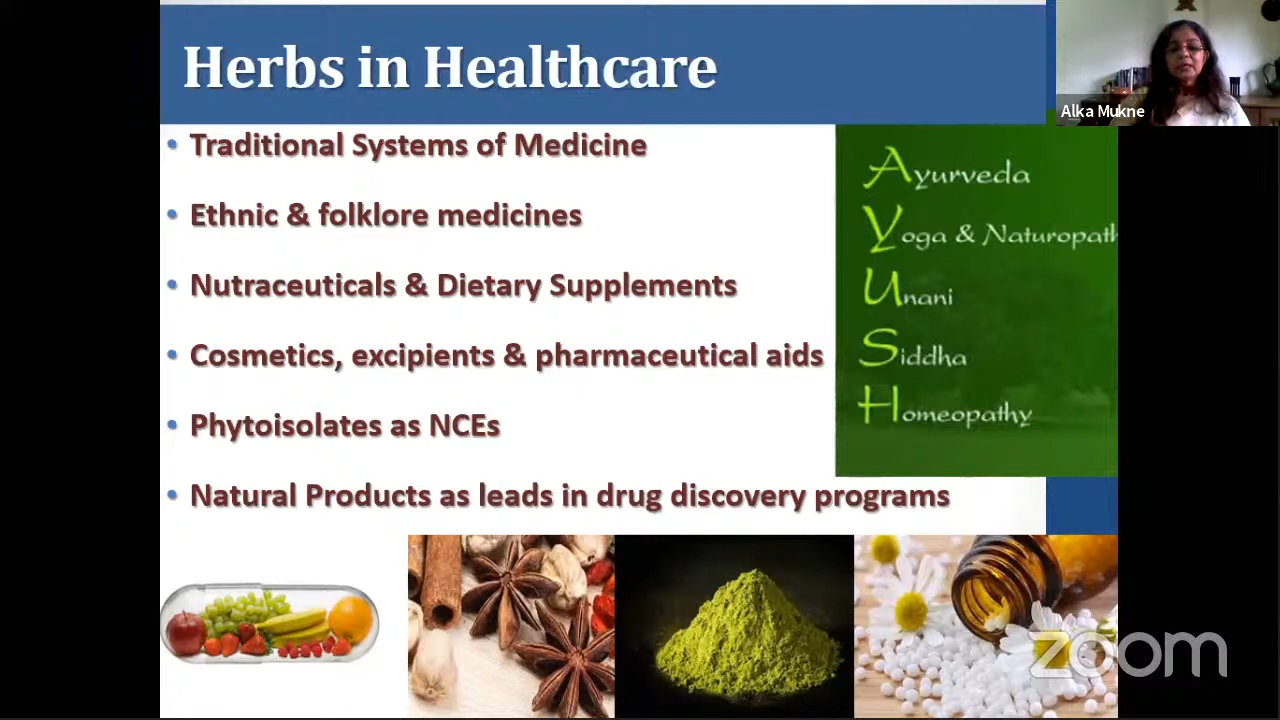 Herbs in Healthcare
Alka Mukne
• Traditional Systems of Medicine
• Ethnic & folklore medicines
• Nutraceuticals & Dietary Supplements
• Cosmetics, excipients & pharmaceutical aids
• Phytoisolates as NCEs
• Natural Products as leads in drug discovery programs
Ayurveda
Yoga & Naturopath
Unani
Siddha
Homeopathy
zoom